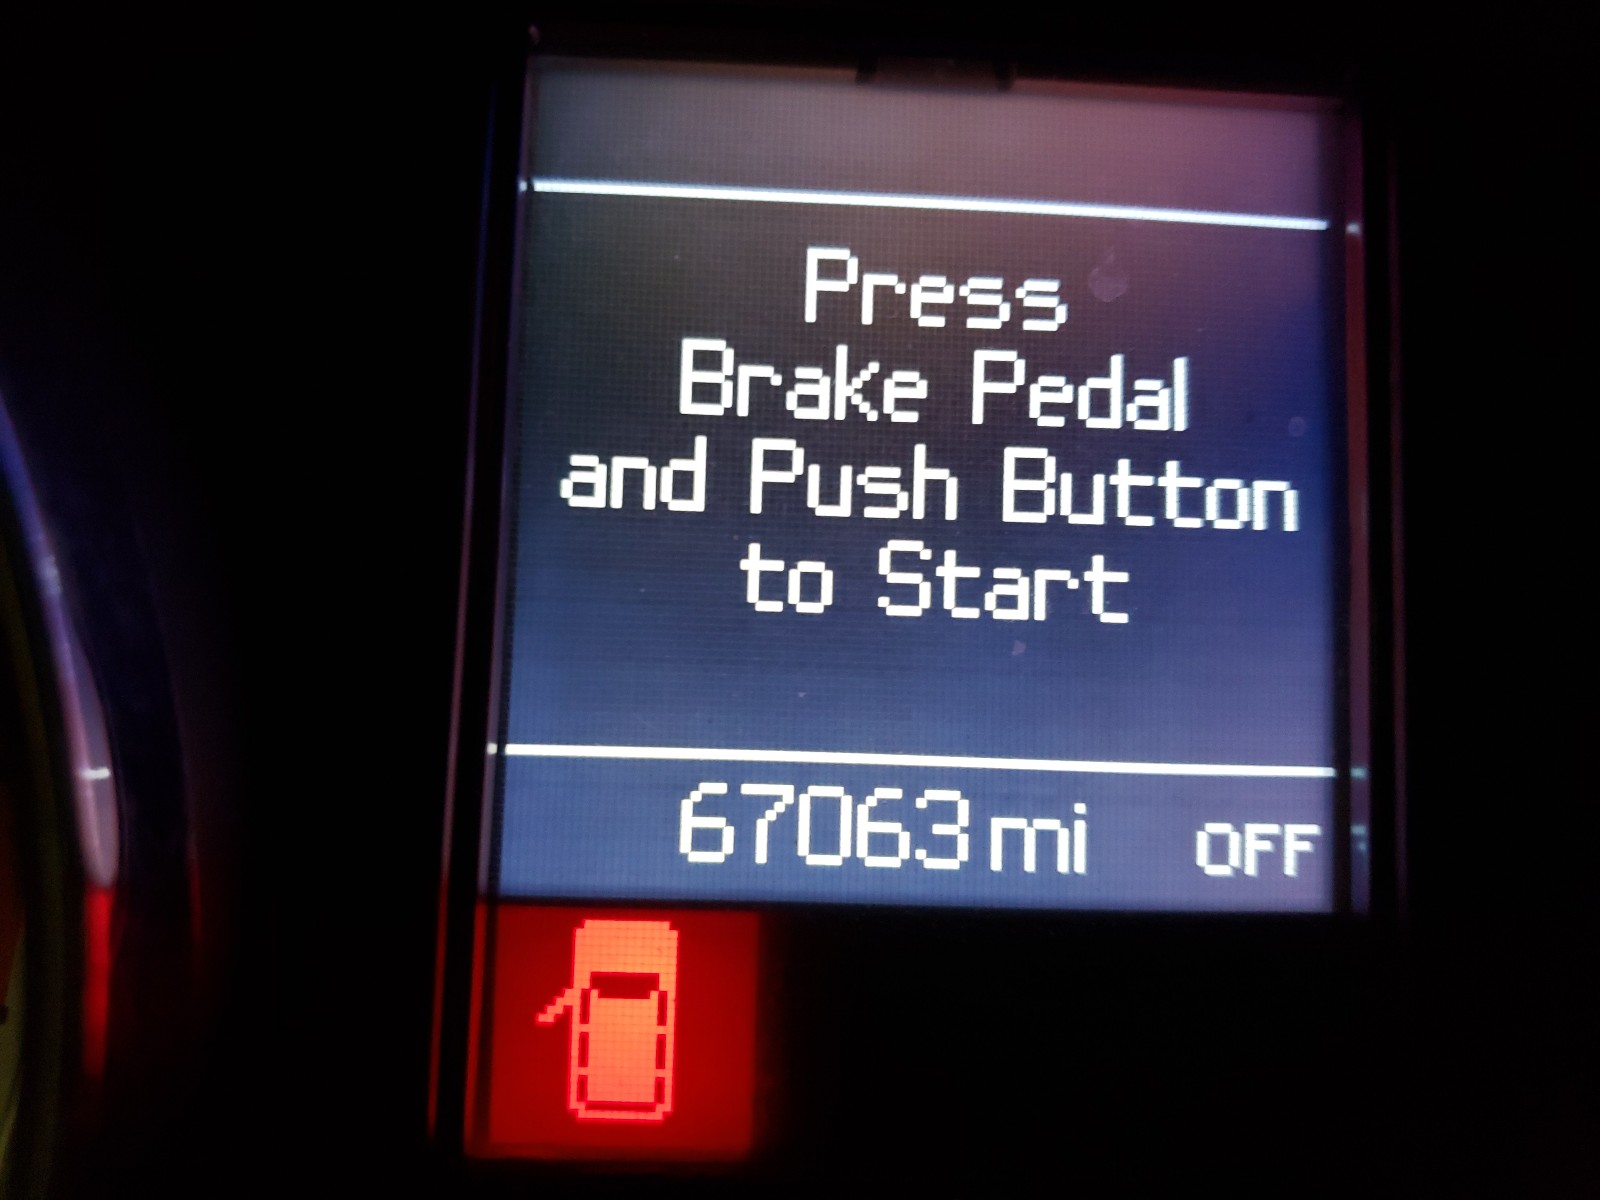 Press
Brake Pedal
and Push Button
to Start
67063 mi OFF